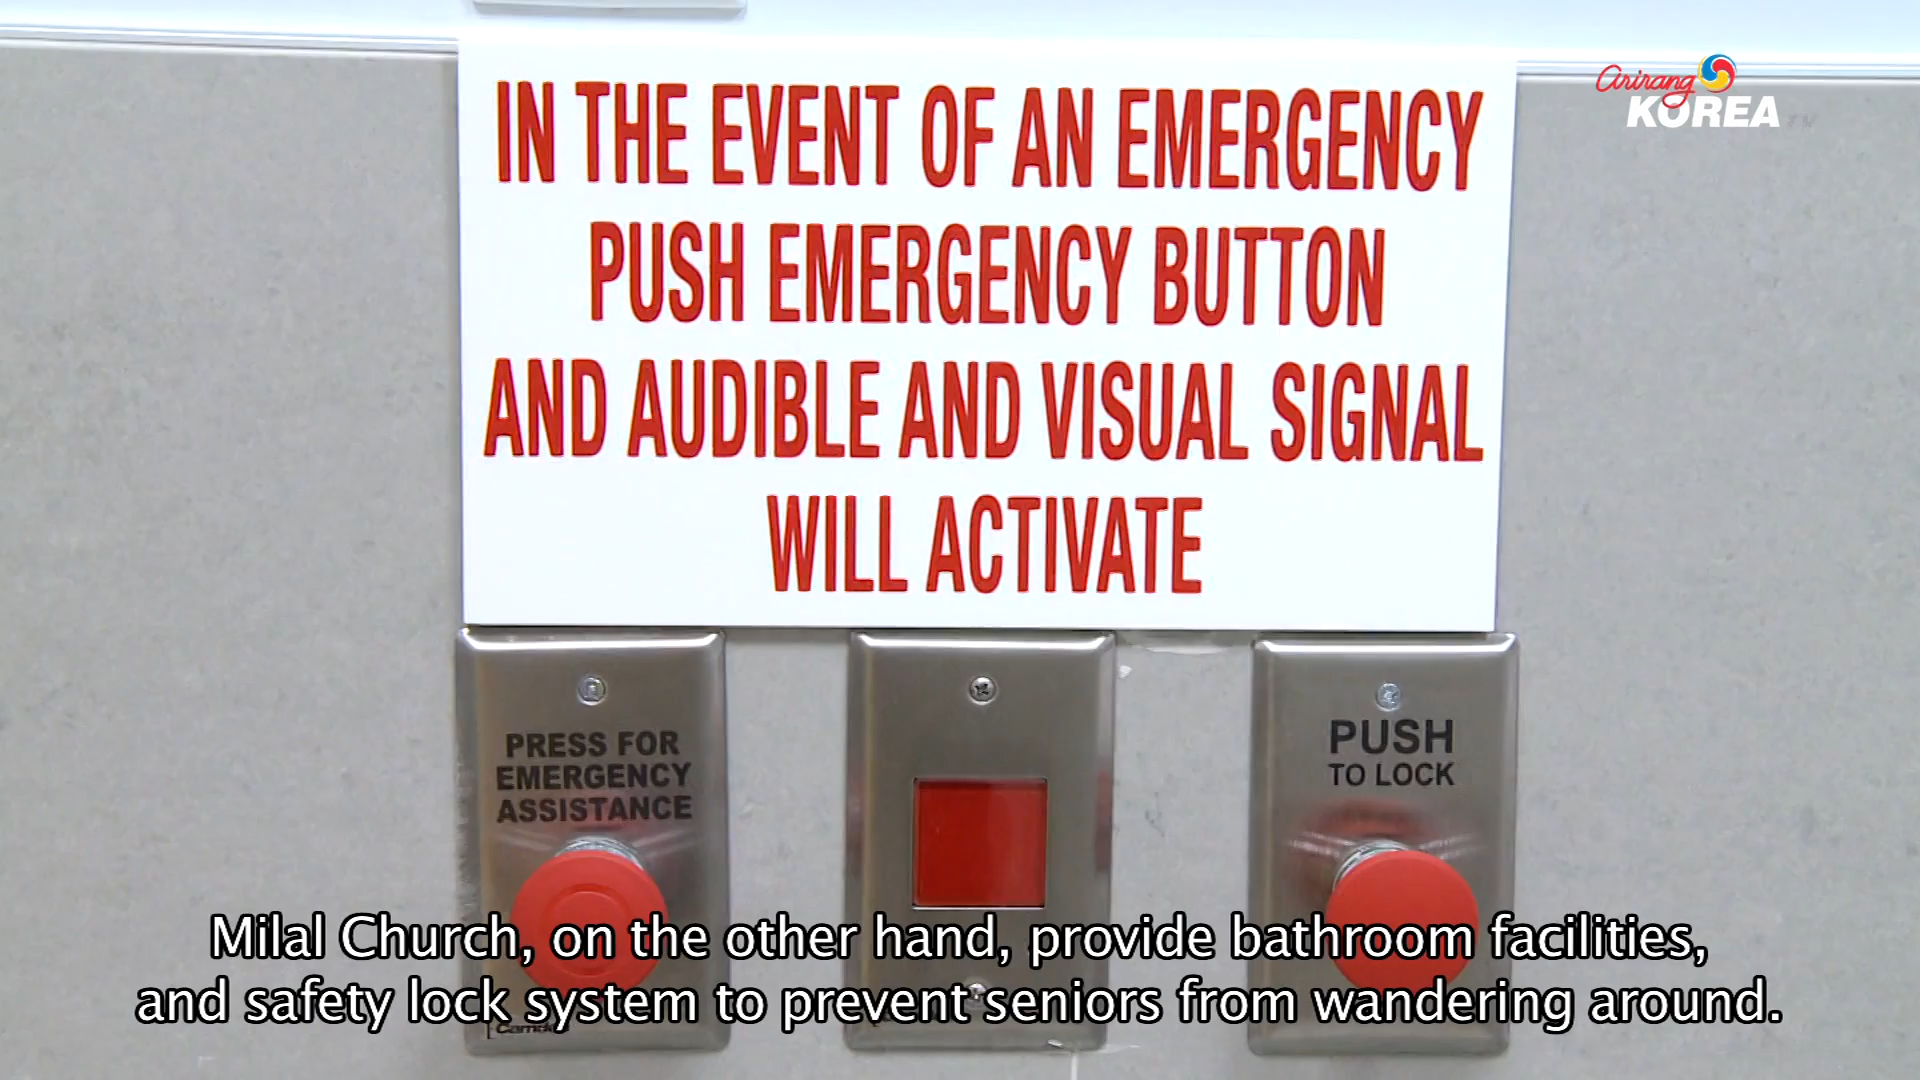 Arirang
KOREA
IN THE EVENT OF AN EMERGENCY
PUSH EMERGENCY BUTTON
AND AUDIBLE AND VISUAL SIGNAL
WILL ACTIVATE
PRESS FOR
EMERGENCY
ASSISTANCE
PUSH
TO LOCK
Milal Church, on the other hand, provide bathroom facilities,
and safety lock system to prevent seniors from wandering around.